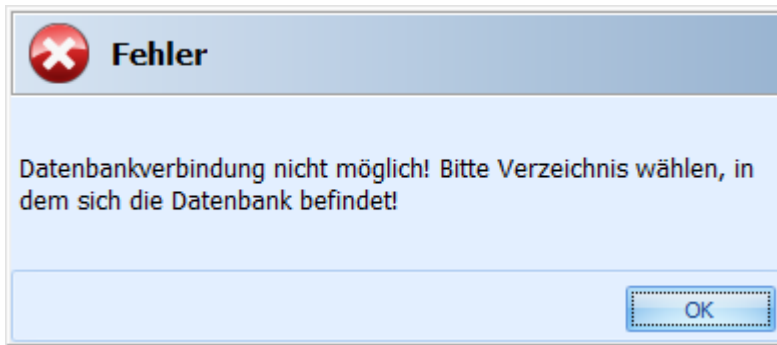 Fehler
Datenbankverbindung nicht möglich! Bitte Verzeichnis wählen, in
dem sich die Datenbank befindet!
OK